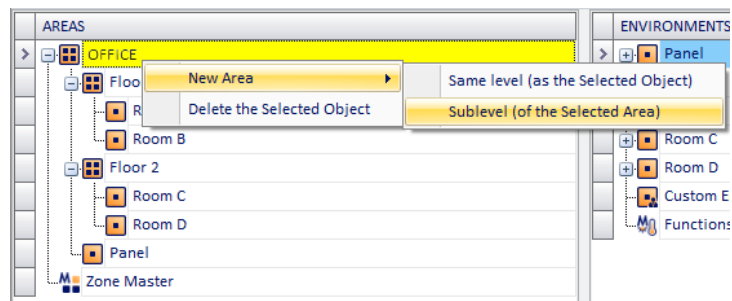 AREAS
ENVIRONMENTS
OFFICE
Panel
Floo
New Area
Same level (as the Selected Object)
R
Delete the Selected Object
Sublevel (of the Selected Area)
Room B
Room C
Floor 2
Room D
Room C
Custom E
Room D
Functions
Panel
Zone Master